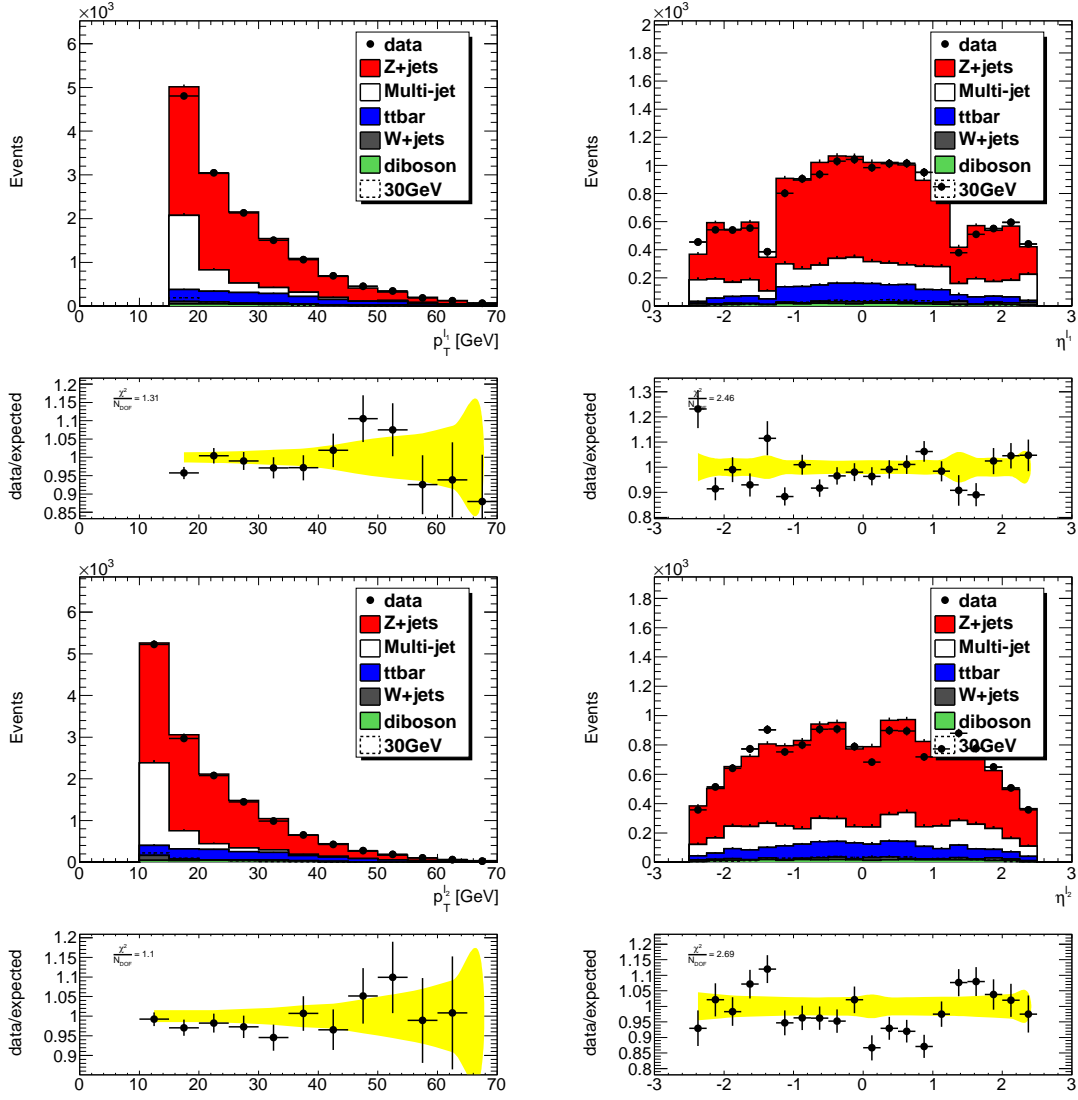 ×10³
6
5
4
3
2
1
0
Events
data
Z+jets
Multi-jet
ttbar
W+jets
diboson
30GeV
0 10 20 30 40 50 60 70
p_T^{l_1} [GeV]
×10³
2
1.8
1.6
1.4
1.2
1
0.8
0.6
0.4
0.2
0
Events
data
Z+jets
Multi-jet
ttbar
W+jets
diboson
30GeV
-3 -2 -1 0 1 2 3
η^{l_1}
1.2
1.15
1.1
1.05
1
0.95
0.9
0.85
data/expected
χ²/N_DOF = 1.31
0 10 20 30 40 50 60 70
1.3
1.2
1.1
1
0.9
0.8
data/expected
χ²/N = 2.46
-3 -2 -1 0 1 2 3
×10³
6
5
4
3
2
1
0
Events
data
Z+jets
Multi-jet
ttbar
W+jets
diboson
30GeV
0 10 20 30 40 50 60 70
p_T^{l_2} [GeV]
×10³
1.8
1.6
1.4
1.2
1
0.8
0.6
0.4
0.2
0
Events
data
Z+jets
Multi-jet
ttbar
W+jets
diboson
30GeV
-3 -2 -1 0 1 2 3
η^{l_2}
1.2
1.15
1.1
1.05
1
0.95
0.9
data/expected
χ²/N_DOF = 1.1
0 10 20 30 40 50 60 70
1.2
1.15
1.1
1.05
1
0.95
0.9
0.85
0.8
data/expected
χ²/N_DOF = 2.69
-3 -2 -1 0 1 2 3